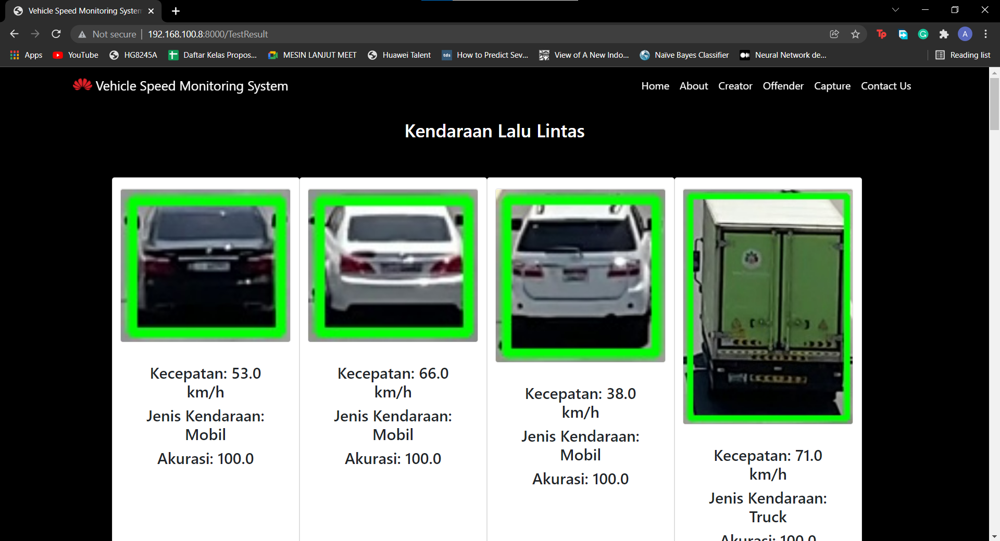 Vehicle Speed Monitoring System
Not secure
192.168.100.8:8000/TestResult
A
Apps
YouTube
HG8245A
Daftar Kelas Propos...
MESIN LANJUT MEET
Huawei Talent
tds
How to Predict Sev...
View of A New Indo...
Naïve Bayes Classifier
Neural Network de...
Reading list
Vehicle Speed Monitoring System
Home
About
Creator
Offender
Capture
Contact Us
Kendaraan Lalu Lintas
Kecepatan: 53.0
km/h
Jenis Kendaraan:
Mobil
Akurasi: 100.0
Kecepatan: 66.0
km/h
Jenis Kendaraan:
Mobil
Akurasi: 100.0
Kecepatan: 38.0
km/h
Jenis Kendaraan:
Mobil
Akurasi: 100.0
Kecepatan: 71.0
km/h
Jenis Kendaraan:
Truck
Akurasi: 100.0